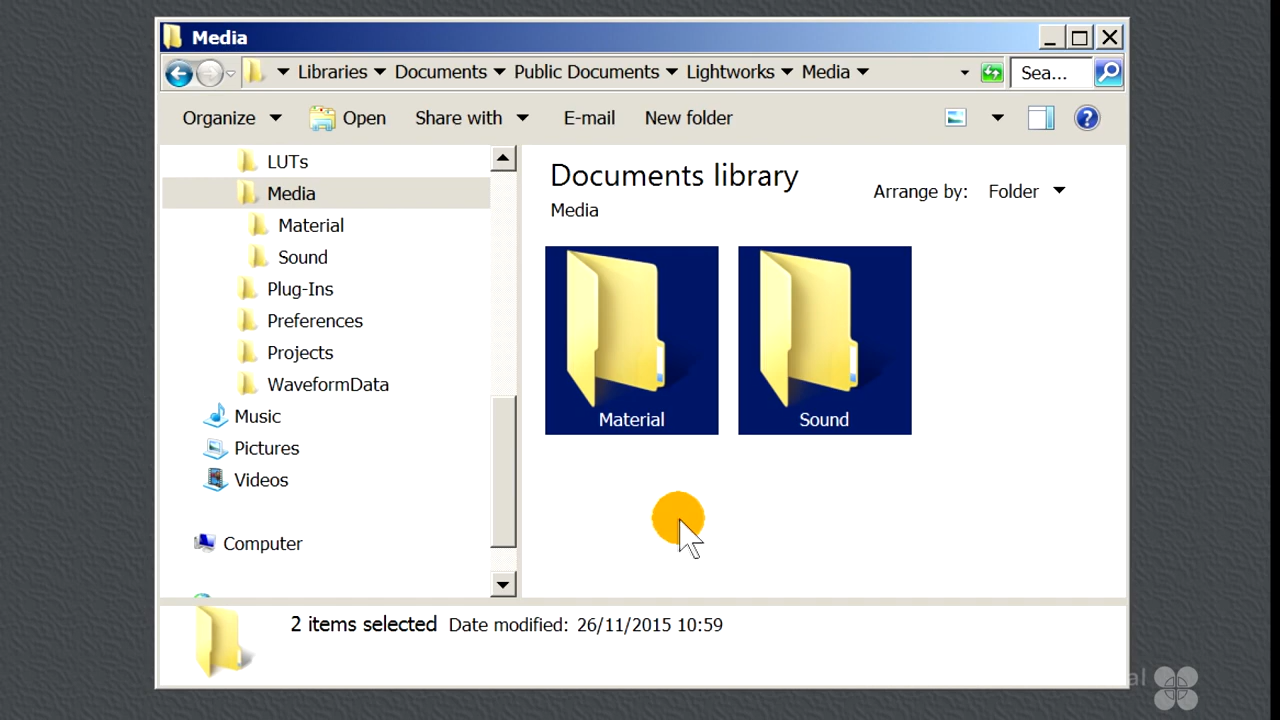 Media
Libraries Documents Public Documents Lightworks Media Sea...
Organize Open Share with E-mail New folder
LUTs
Media
Material
Sound
Plug-Ins
Preferences
Projects
WaveformData
Music
Pictures
Videos
Computer
Documents library
Media
Arrange by: Folder
Material
Sound
2 items selected Date modified: 26/11/2015 10:59